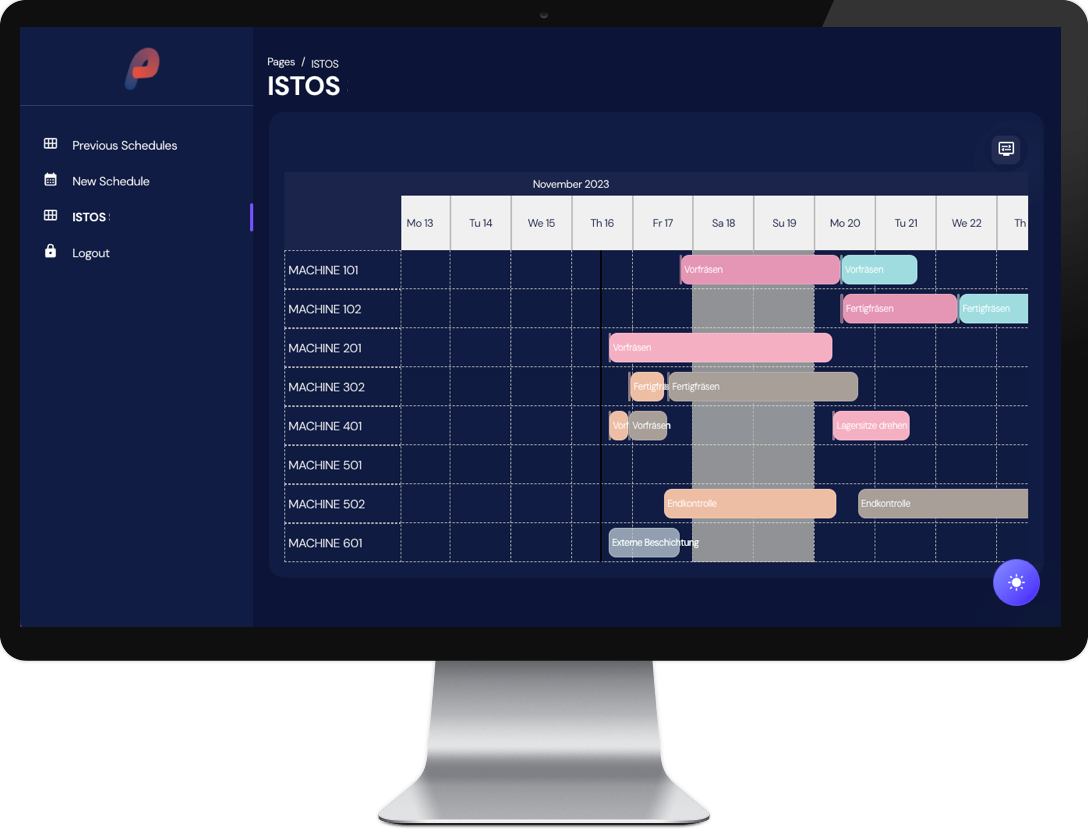 Pages / ISTOS
ISTOS
Previous Schedules
New Schedule
ISTOS
Logout
November 2023
Mo 13 Tu 14 We 15 Th 16 Fr 17 Sa 18 Su 19 Mo 20 Tu 21 We 22 Th
MACHINE 101 Vorfräsen Vorfräsen
MACHINE 102 Fertigfräsen Fertigfräsen
MACHINE 201 Vorfräsen
MACHINE 302 Fertigfräs Fertigfräsen
MACHINE 401 Vorf Vorfräsen Lagersitze drehen
MACHINE 501
MACHINE 502 Endkontrolle Endkontrolle
MACHINE 601 Externe Beschichtung